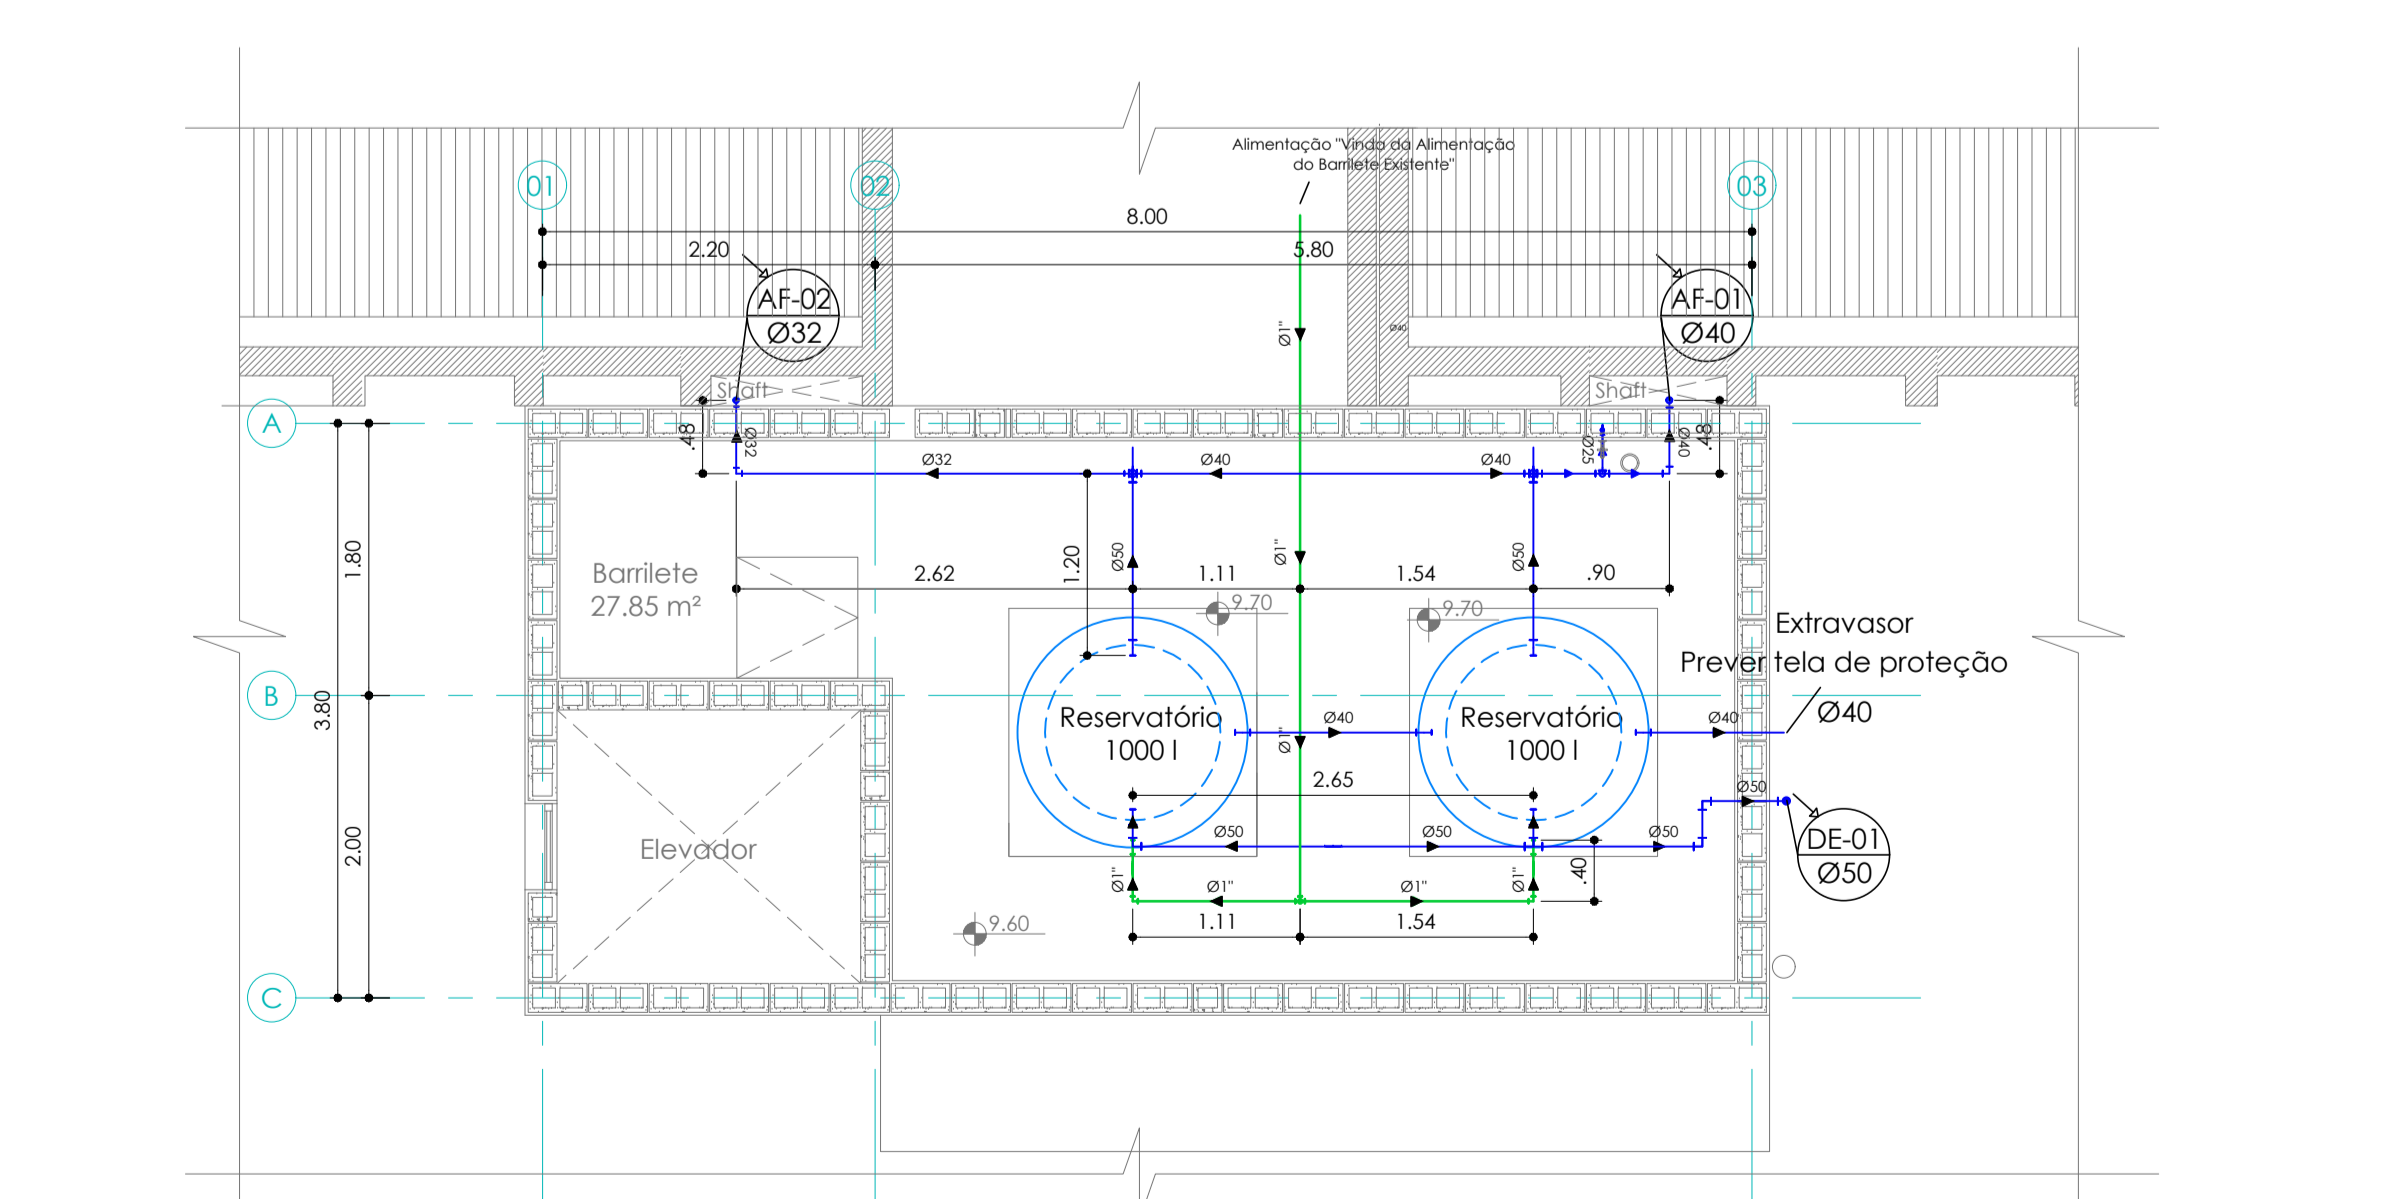 Alimentação "Vinda da Alimentação
do Barrilete Existente"
01
02
03
8.00
2.20
5.80
AF-02
Ø32
AF-01
Ø40
Ø1"
Ø40
Shaft
Shaft
A
.48
Ø32
Ø32
Ø40
Ø40
Ø25
Ø40
.48
1.80
Barrilete
27.85 m²
2.62
1.20
Ø50
1.11
Ø1"
1.54
Ø50
.90
9.70
9.70
Extravasor
Prever tela de proteção
Ø40
B
3.80
Reservatório
1000 l
Ø1"
Ø40
Reservatório
1000 l
Ø40
2.65
Ø50
2.00
Elevador
Ø50
Ø50
Ø50
DE-01
Ø50
Ø1"
Ø1"
Ø1"
Ø1"
.40
1.11
1.54
9.60
C